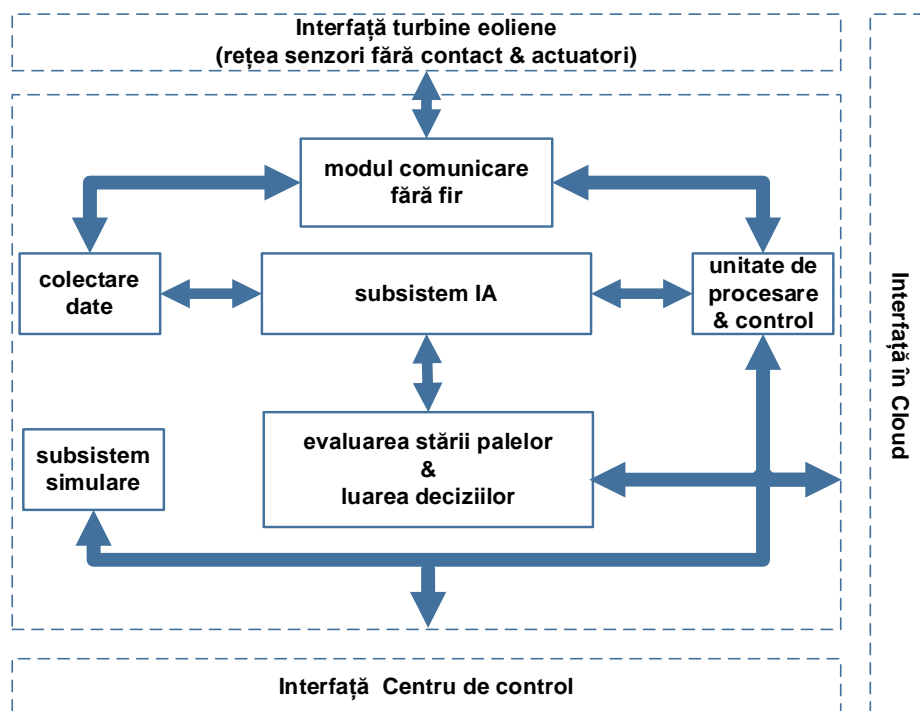 Interfață turbine eoliene
(rețea senzori fără contact & actuatori)
modul comunicare
fără fir
colectare
date
subsistem IA
unitate de
procesare
& control
evaluarea stării palelor
&
luarea deciziilor
subsistem
simulare
Interfață Centru de control
Interfață în Cloud